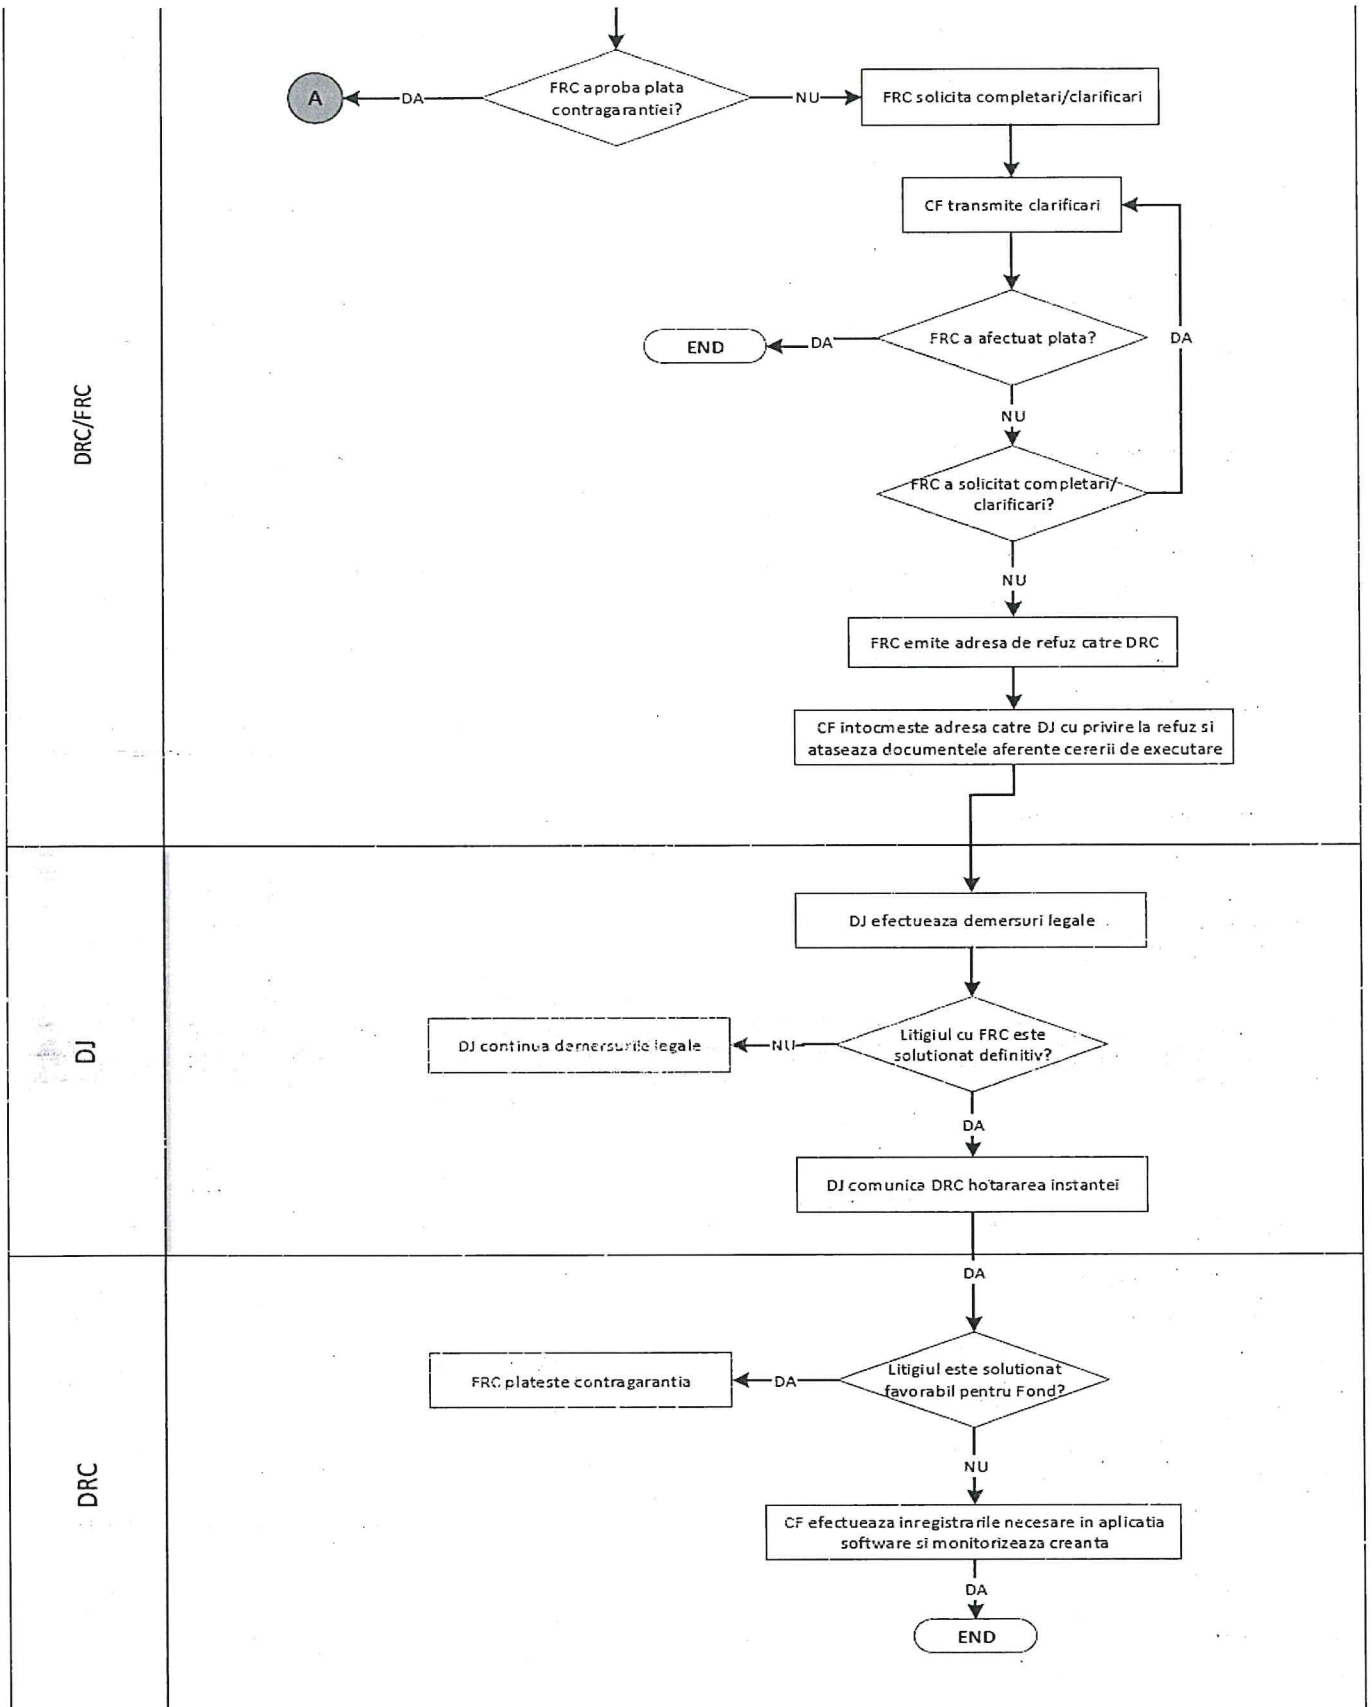 FRC aproba plata
contragarantiei?
DA
A
NU
FRC solicita completari/clarificari
CF transmite clarificari
FRC a afectuat plata?
DA
END
DA
NU
FRC a solicitat completari/
clarificari?
NU
FRC emite adresa de refuz catre DRC
CF intocmeste adresa catre DJ cu privire la refuz si
ataseaza documentele aferente cererii de executare
DRC/FRC
DJ efectueaza demersuri legale
Litigiul cu FRC este
solutionat definitiv?
NU
DJ continua demersurile legale
DA
DJ comunica DRC hotararea instantei
DJ
DA
Litigiul este solutionat
favorabil pentru Fond?
DA
FRC plateste contragarantia
NU
CF efectueaza inregistrarile necesare in aplicatia
software si monitorizeaza creanta
DA
END
DRC